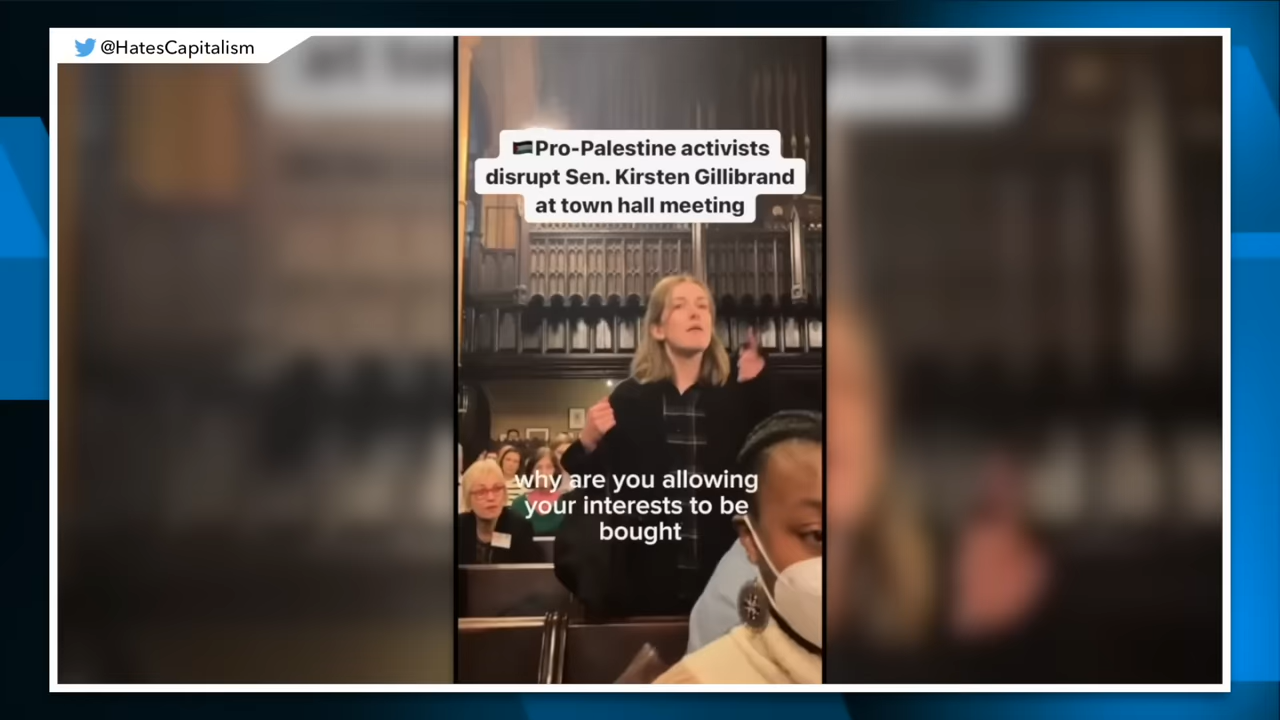 @HatesCapitalism
Pro-Palestine activists
disrupt Sen. Kirsten Gillibrand
at town hall meeting
why are you allowing
your interests to be
bought